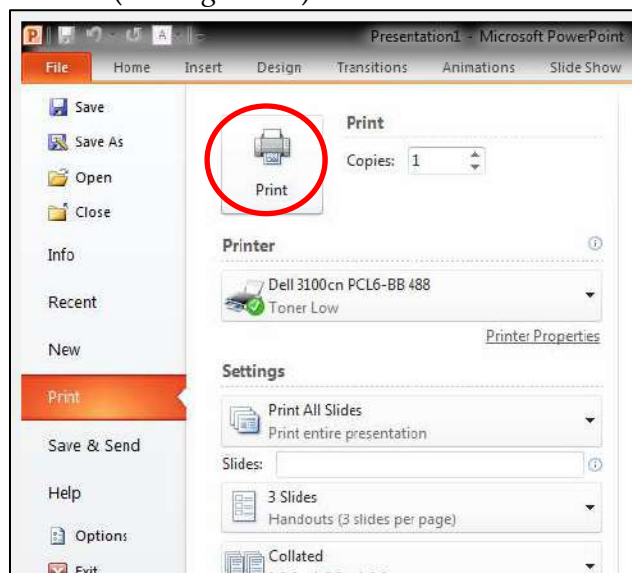 Presentation1 - Microsoft PowerPoint
File Home Insert Design Transitions Animations Slide Show
Save
Save As
Open
Close
Info
Recent
New
Print
Save & Send
Help
Options
Exit
Print
Copies: 1
Print
Printer
Dell 3100cn PCL6-BB 488
Toner Low
Printer Properties
Settings
Print All Slides
Print entire presentation
Slides:
3 Slides
Handouts (3 slides per page)
Collated